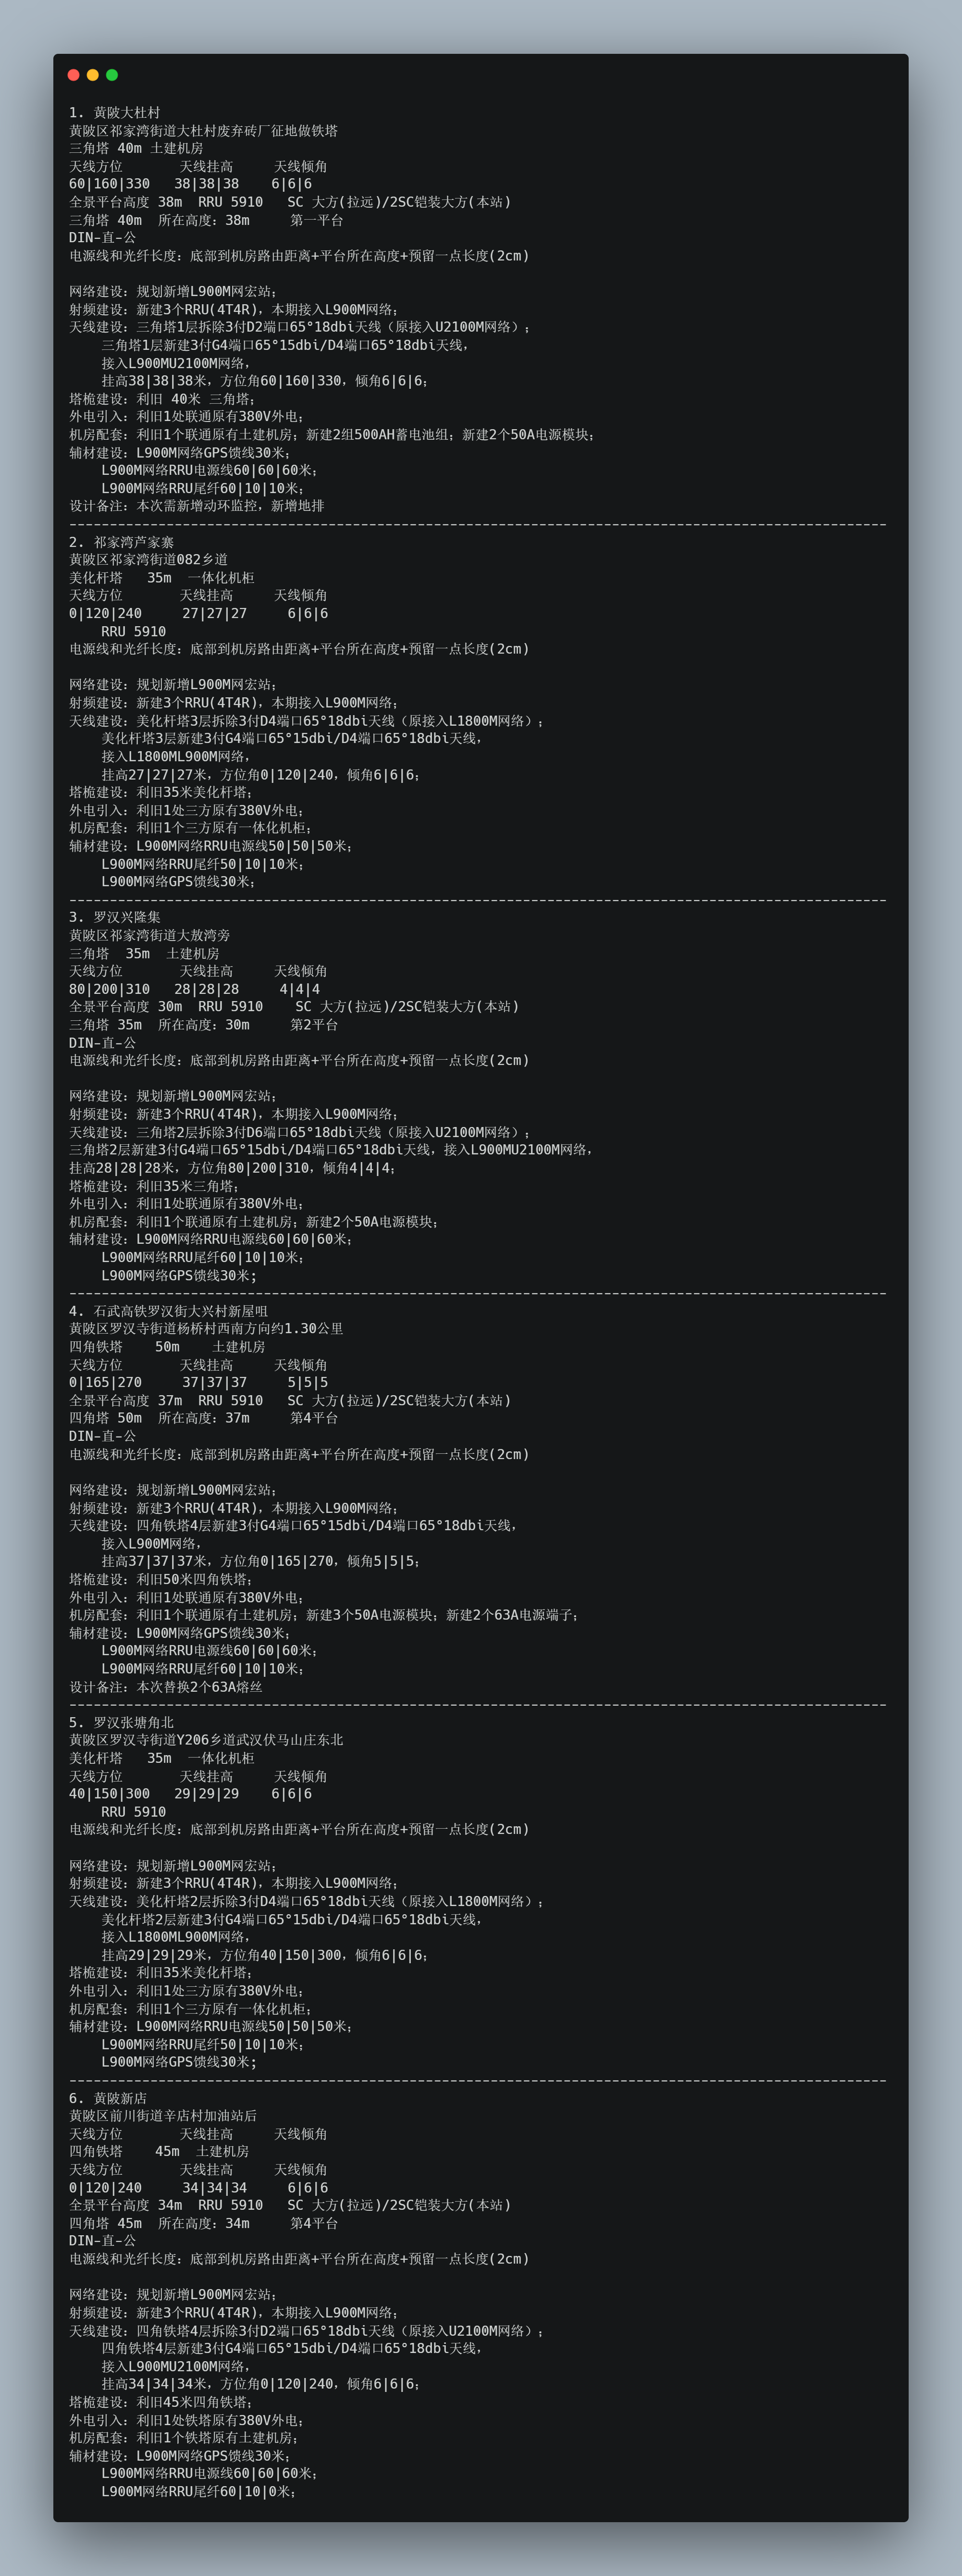 1. 黄陂大杜村
黄陂区祁家湾街道大杜村废弃砖厂征地做铁塔
三角塔 40m 土建机房
天线方位       天线挂高     天线倾角
60|160|330   38|38|38    6|6|6
全景平台高度 38m  RRU 5910   SC 大方(拉远)/2SC铠装大方(本站)
三角塔 40m  所在高度：38m     第一平台
DIN-直-公
电源线和光纤长度：底部到机房路由距离+平台所在高度+预留一点长度(2cm)

网络建设：规划新增L900M网宏站；
射频建设：新建3个RRU(4T4R)，本期接入L900M网络；
天线建设：三角塔1层拆除3付D2端口65°18dbi天线（原接入U2100M网络）；
    三角塔1层新建3付G4端口65°15dbi/D4端口65°18dbi天线，
    接入L900MU2100M网络，
    挂高38|38|38米，方位角60|160|330，倾角6|6|6；
塔桅建设：利旧 40米 三角塔；
外电引入：利旧1处联通原有380V外电；
机房配套：利旧1个联通原有土建机房；新建2组500AH蓄电池组；新建2个50A电源模块；
辅材建设：L900M网络GPS馈线30米；
    L900M网络RRU电源线60|60|60米；
    L900M网络RRU尾纤60|10|10米；
设计备注：本次需新增动环监控，新增地排
-----------------------------------------------------------------------------------------------------
2. 祁家湾芦家寨
黄陂区祁家湾街道082乡道
美化杆塔   35m  一体化机柜
天线方位       天线挂高     天线倾角
0|120|240     27|27|27     6|6|6
    RRU 5910
电源线和光纤长度：底部到机房路由距离+平台所在高度+预留一点长度(2cm)

网络建设：规划新增L900M网宏站；
射频建设：新建3个RRU(4T4R)，本期接入L900M网络；
天线建设：美化杆塔3层拆除3付D4端口65°18dbi天线（原接入L1800M网络）；
    美化杆塔3层新建3付G4端口65°15dbi/D4端口65°18dbi天线，
    接入L1800ML900M网络，
    挂高27|27|27米，方位角0|120|240，倾角6|6|6；
塔桅建设：利旧35米美化杆塔；
外电引入：利旧1处三方原有380V外电；
机房配套：利旧1个三方原有一体化机柜；
辅材建设：L900M网络RRU电源线50|50|50米；
    L900M网络RRU尾纤50|10|10米；
    L900M网络GPS馈线30米；
-----------------------------------------------------------------------------------------------------
3. 罗汉兴隆集
黄陂区祁家湾街道大敖湾旁
三角塔  35m  土建机房
天线方位       天线挂高     天线倾角
80|200|310   28|28|28     4|4|4
全景平台高度 30m  RRU 5910    SC 大方(拉远)/2SC铠装大方(本站)
三角塔 35m  所在高度：30m     第2平台
DIN-直-公
电源线和光纤长度：底部到机房路由距离+平台所在高度+预留一点长度(2cm)

网络建设：规划新增L900M网宏站；
射频建设：新建3个RRU(4T4R)，本期接入L900M网络；
天线建设：三角塔2层拆除3付D6端口65°18dbi天线（原接入U2100M网络）；
三角塔2层新建3付G4端口65°15dbi/D4端口65°18dbi天线，接入L900MU2100M网络，
挂高28|28|28米，方位角80|200|310，倾角4|4|4；
塔桅建设：利旧35米三角塔；
外电引入：利旧1处联通原有380V外电；
机房配套：利旧1个联通原有土建机房；新建2个50A电源模块；
辅材建设：L900M网络RRU电源线60|60|60米；
    L900M网络RRU尾纤60|10|10米；
    L900M网络GPS馈线30米;
-----------------------------------------------------------------------------------------------------
4. 石武高铁罗汉街大兴村新屋咀
黄陂区罗汉寺街道杨桥村西南方向约1.30公里
四角铁塔    50m    土建机房
天线方位       天线挂高     天线倾角
0|165|270     37|37|37     5|5|5
全景平台高度 37m  RRU 5910   SC 大方(拉远)/2SC铠装大方(本站)
四角塔 50m  所在高度：37m     第4平台
DIN-直-公
电源线和光纤长度：底部到机房路由距离+平台所在高度+预留一点长度(2cm)

网络建设：规划新增L900M网宏站；
射频建设：新建3个RRU(4T4R)，本期接入L900M网络；
天线建设：四角铁塔4层新建3付G4端口65°15dbi/D4端口65°18dbi天线，
    接入L900M网络，
    挂高37|37|37米，方位角0|165|270，倾角5|5|5；
塔桅建设：利旧50米四角铁塔；
外电引入：利旧1处联通原有380V外电；
机房配套：利旧1个联通原有土建机房；新建3个50A电源模块；新建2个63A电源端子；
辅材建设：L900M网络GPS馈线30米；
    L900M网络RRU电源线60|60|60米；
    L900M网络RRU尾纤60|10|10米；
设计备注：本次替换2个63A熔丝
-----------------------------------------------------------------------------------------------------
5. 罗汉张塘角北
黄陂区罗汉寺街道Y206乡道武汉伏马山庄东北
美化杆塔   35m  一体化机柜
天线方位       天线挂高     天线倾角
40|150|300   29|29|29    6|6|6
    RRU 5910
电源线和光纤长度：底部到机房路由距离+平台所在高度+预留一点长度(2cm)

网络建设：规划新增L900M网宏站；
射频建设：新建3个RRU(4T4R)，本期接入L900M网络；
天线建设：美化杆塔2层拆除3付D4端口65°18dbi天线（原接入L1800M网络）；
    美化杆塔2层新建3付G4端口65°15dbi/D4端口65°18dbi天线，
    接入L1800ML900M网络，
    挂高29|29|29米，方位角40|150|300，倾角6|6|6；
塔桅建设：利旧35米美化杆塔；
外电引入：利旧1处三方原有380V外电；
机房配套：利旧1个三方原有一体化机柜；
辅材建设：L900M网络RRU电源线50|50|50米；
    L900M网络RRU尾纤50|10|10米；
    L900M网络GPS馈线30米;
-----------------------------------------------------------------------------------------------------
6. 黄陂新店
黄陂区前川街道辛店村加油站后
天线方位       天线挂高     天线倾角
四角铁塔    45m  土建机房
天线方位       天线挂高     天线倾角
0|120|240     34|34|34     6|6|6
全景平台高度 34m  RRU 5910   SC 大方(拉远)/2SC铠装大方(本站)
四角塔 45m  所在高度：34m     第4平台
DIN-直-公
电源线和光纤长度：底部到机房路由距离+平台所在高度+预留一点长度(2cm)

网络建设：规划新增L900M网宏站；
射频建设：新建3个RRU(4T4R)，本期接入L900M网络；
天线建设：四角铁塔4层拆除3付D2端口65°18dbi天线（原接入U2100M网络）；
    四角铁塔4层新建3付G4端口65°15dbi/D4端口65°18dbi天线，
    接入L900MU2100M网络，
    挂高34|34|34米，方位角0|120|240，倾角6|6|6；
塔桅建设：利旧45米四角铁塔；
外电引入：利旧1处铁塔原有380V外电；
机房配套：利旧1个铁塔原有土建机房；
辅材建设：L900M网络GPS馈线30米；
    L900M网络RRU电源线60|60|60米；
    L900M网络RRU尾纤60|10|0米；